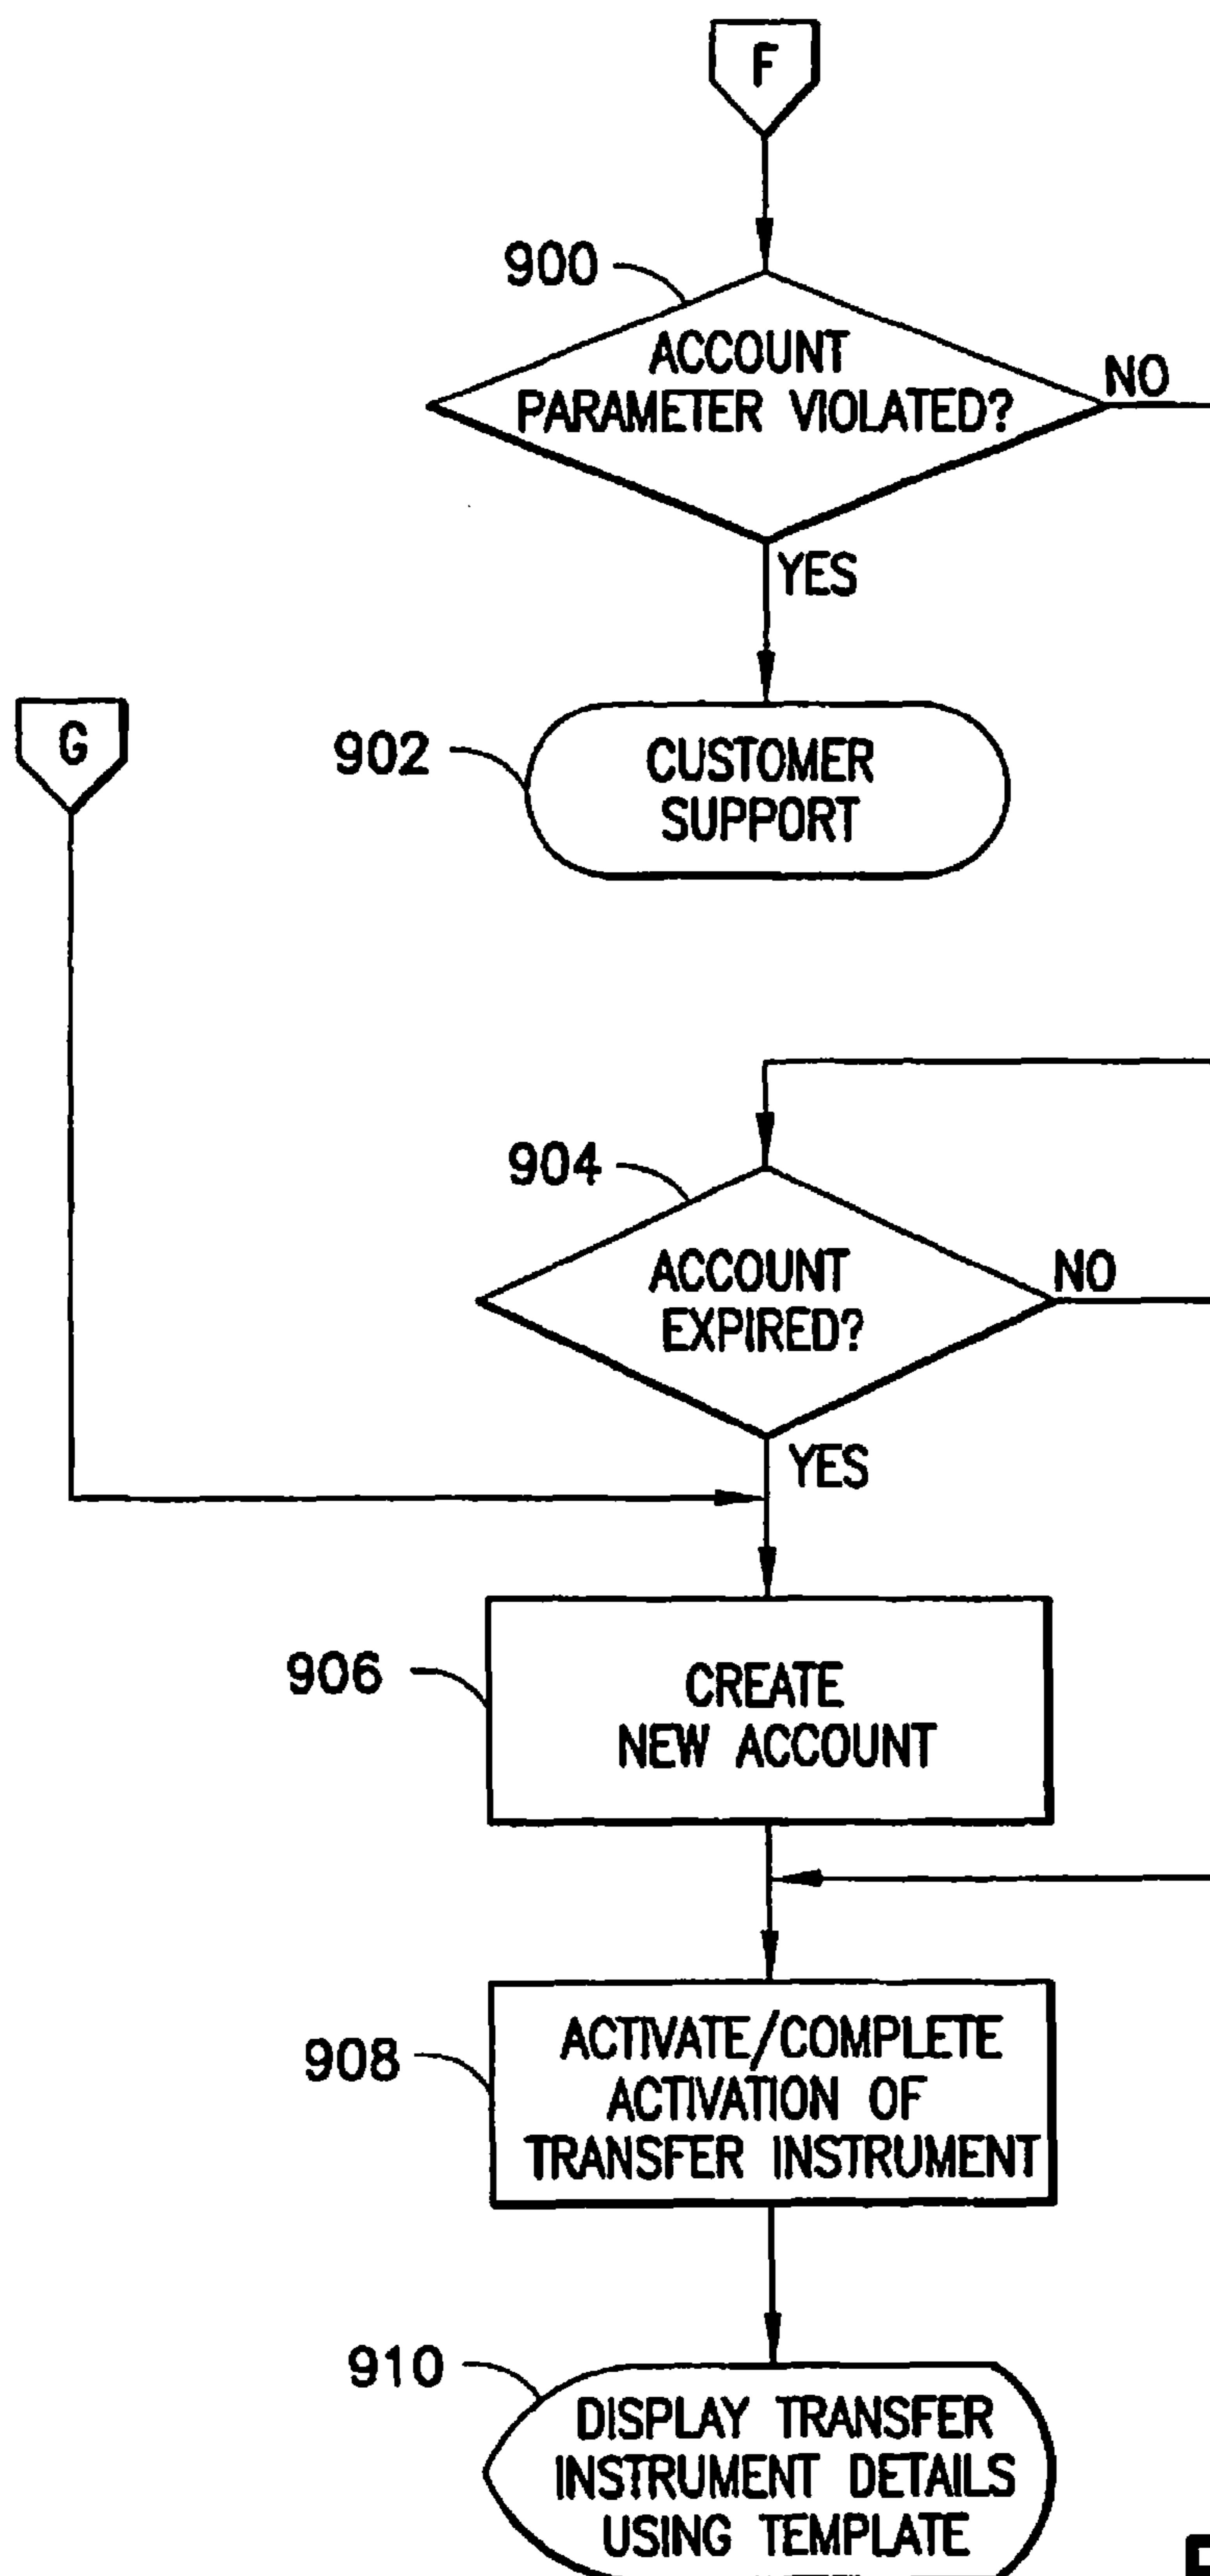 F
900
ACCOUNT
PARAMETER VIOLATED?
NO
YES
G
902
CUSTOMER
SUPPORT
904
ACCOUNT
EXPIRED?
NO
YES
906
CREATE
NEW ACCOUNT
908
ACTIVATE/COMPLETE
ACTIVATION OF
TRANSFER INSTRUMENT
910
DISPLAY TRANSFER
INSTRUMENT DETAILS
USING TEMPLATE